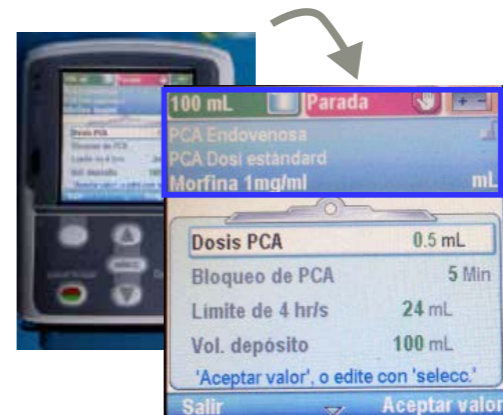 100 mL Parada + -
PCA Endovenosa
PCA Dosi estándard
Morfina 1mg/ml mL
Dosis PCA 0.5 mL
Bloqueo de PCA 5 Min
Límite de 4 hr/s 24 mL
Vol. depósito 100 mL
'Aceptar valor', o edite con 'selecc.'
Salir Aceptar valor